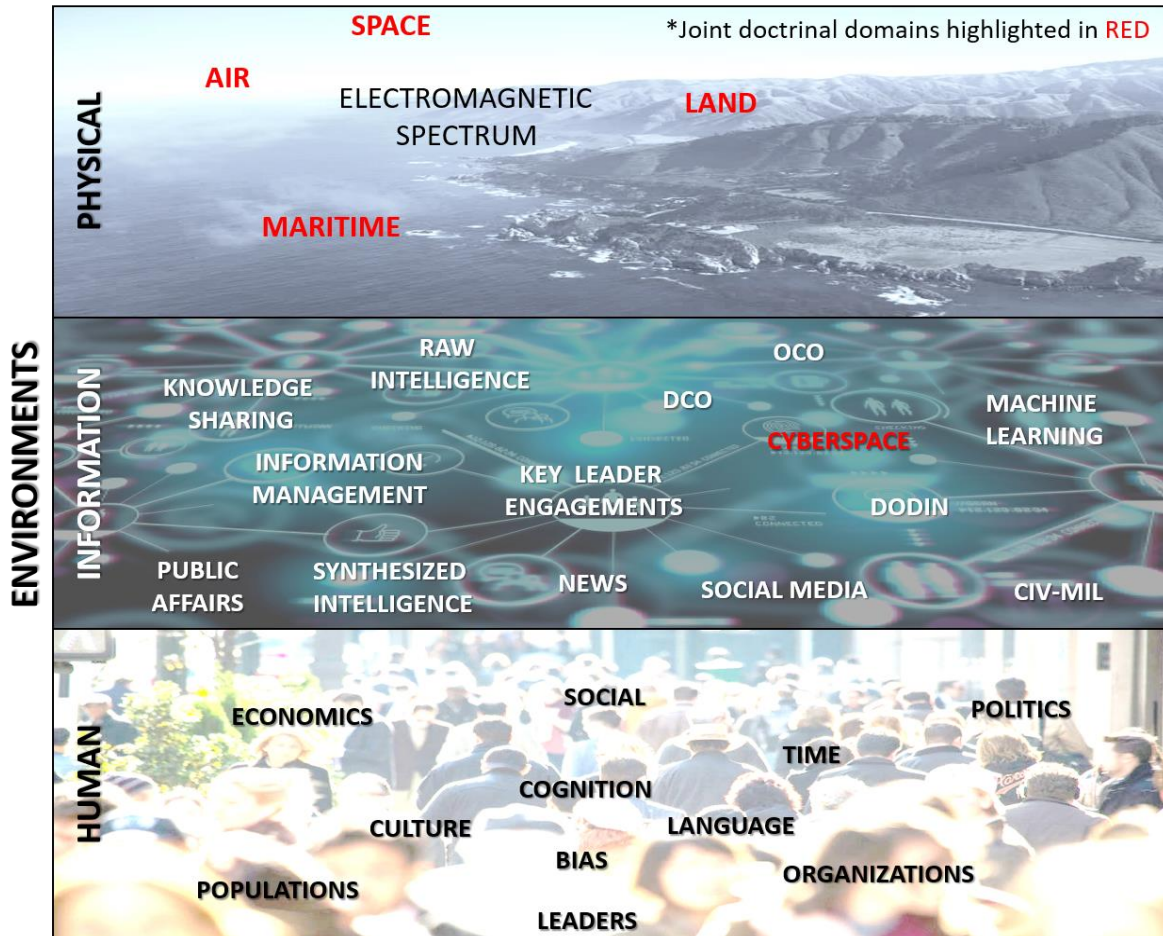 ENVIRONMENTS
PHYSICAL
SPACE
*Joint doctrinal domains highlighted in RED
AIR
ELECTROMAGNETIC
SPECTRUM
LAND
MARITIME
INFORMATION
RAW
INTELLIGENCE
OCO
KNOWLEDGE
SHARING
DCO
MACHINE
LEARNING
CYBERSPACE
INFORMATION
MANAGEMENT
KEY LEADER
ENGAGEMENTS
DODIN
PUBLIC
AFFAIRS
SYNTHESIZED
INTELLIGENCE
NEWS
SOCIAL MEDIA
CIV-MIL
HUMAN
ECONOMICS
SOCIAL
POLITICS
TIME
COGNITION
CULTURE
LANGUAGE
BIAS
POPULATIONS
ORGANIZATIONS
LEADERS